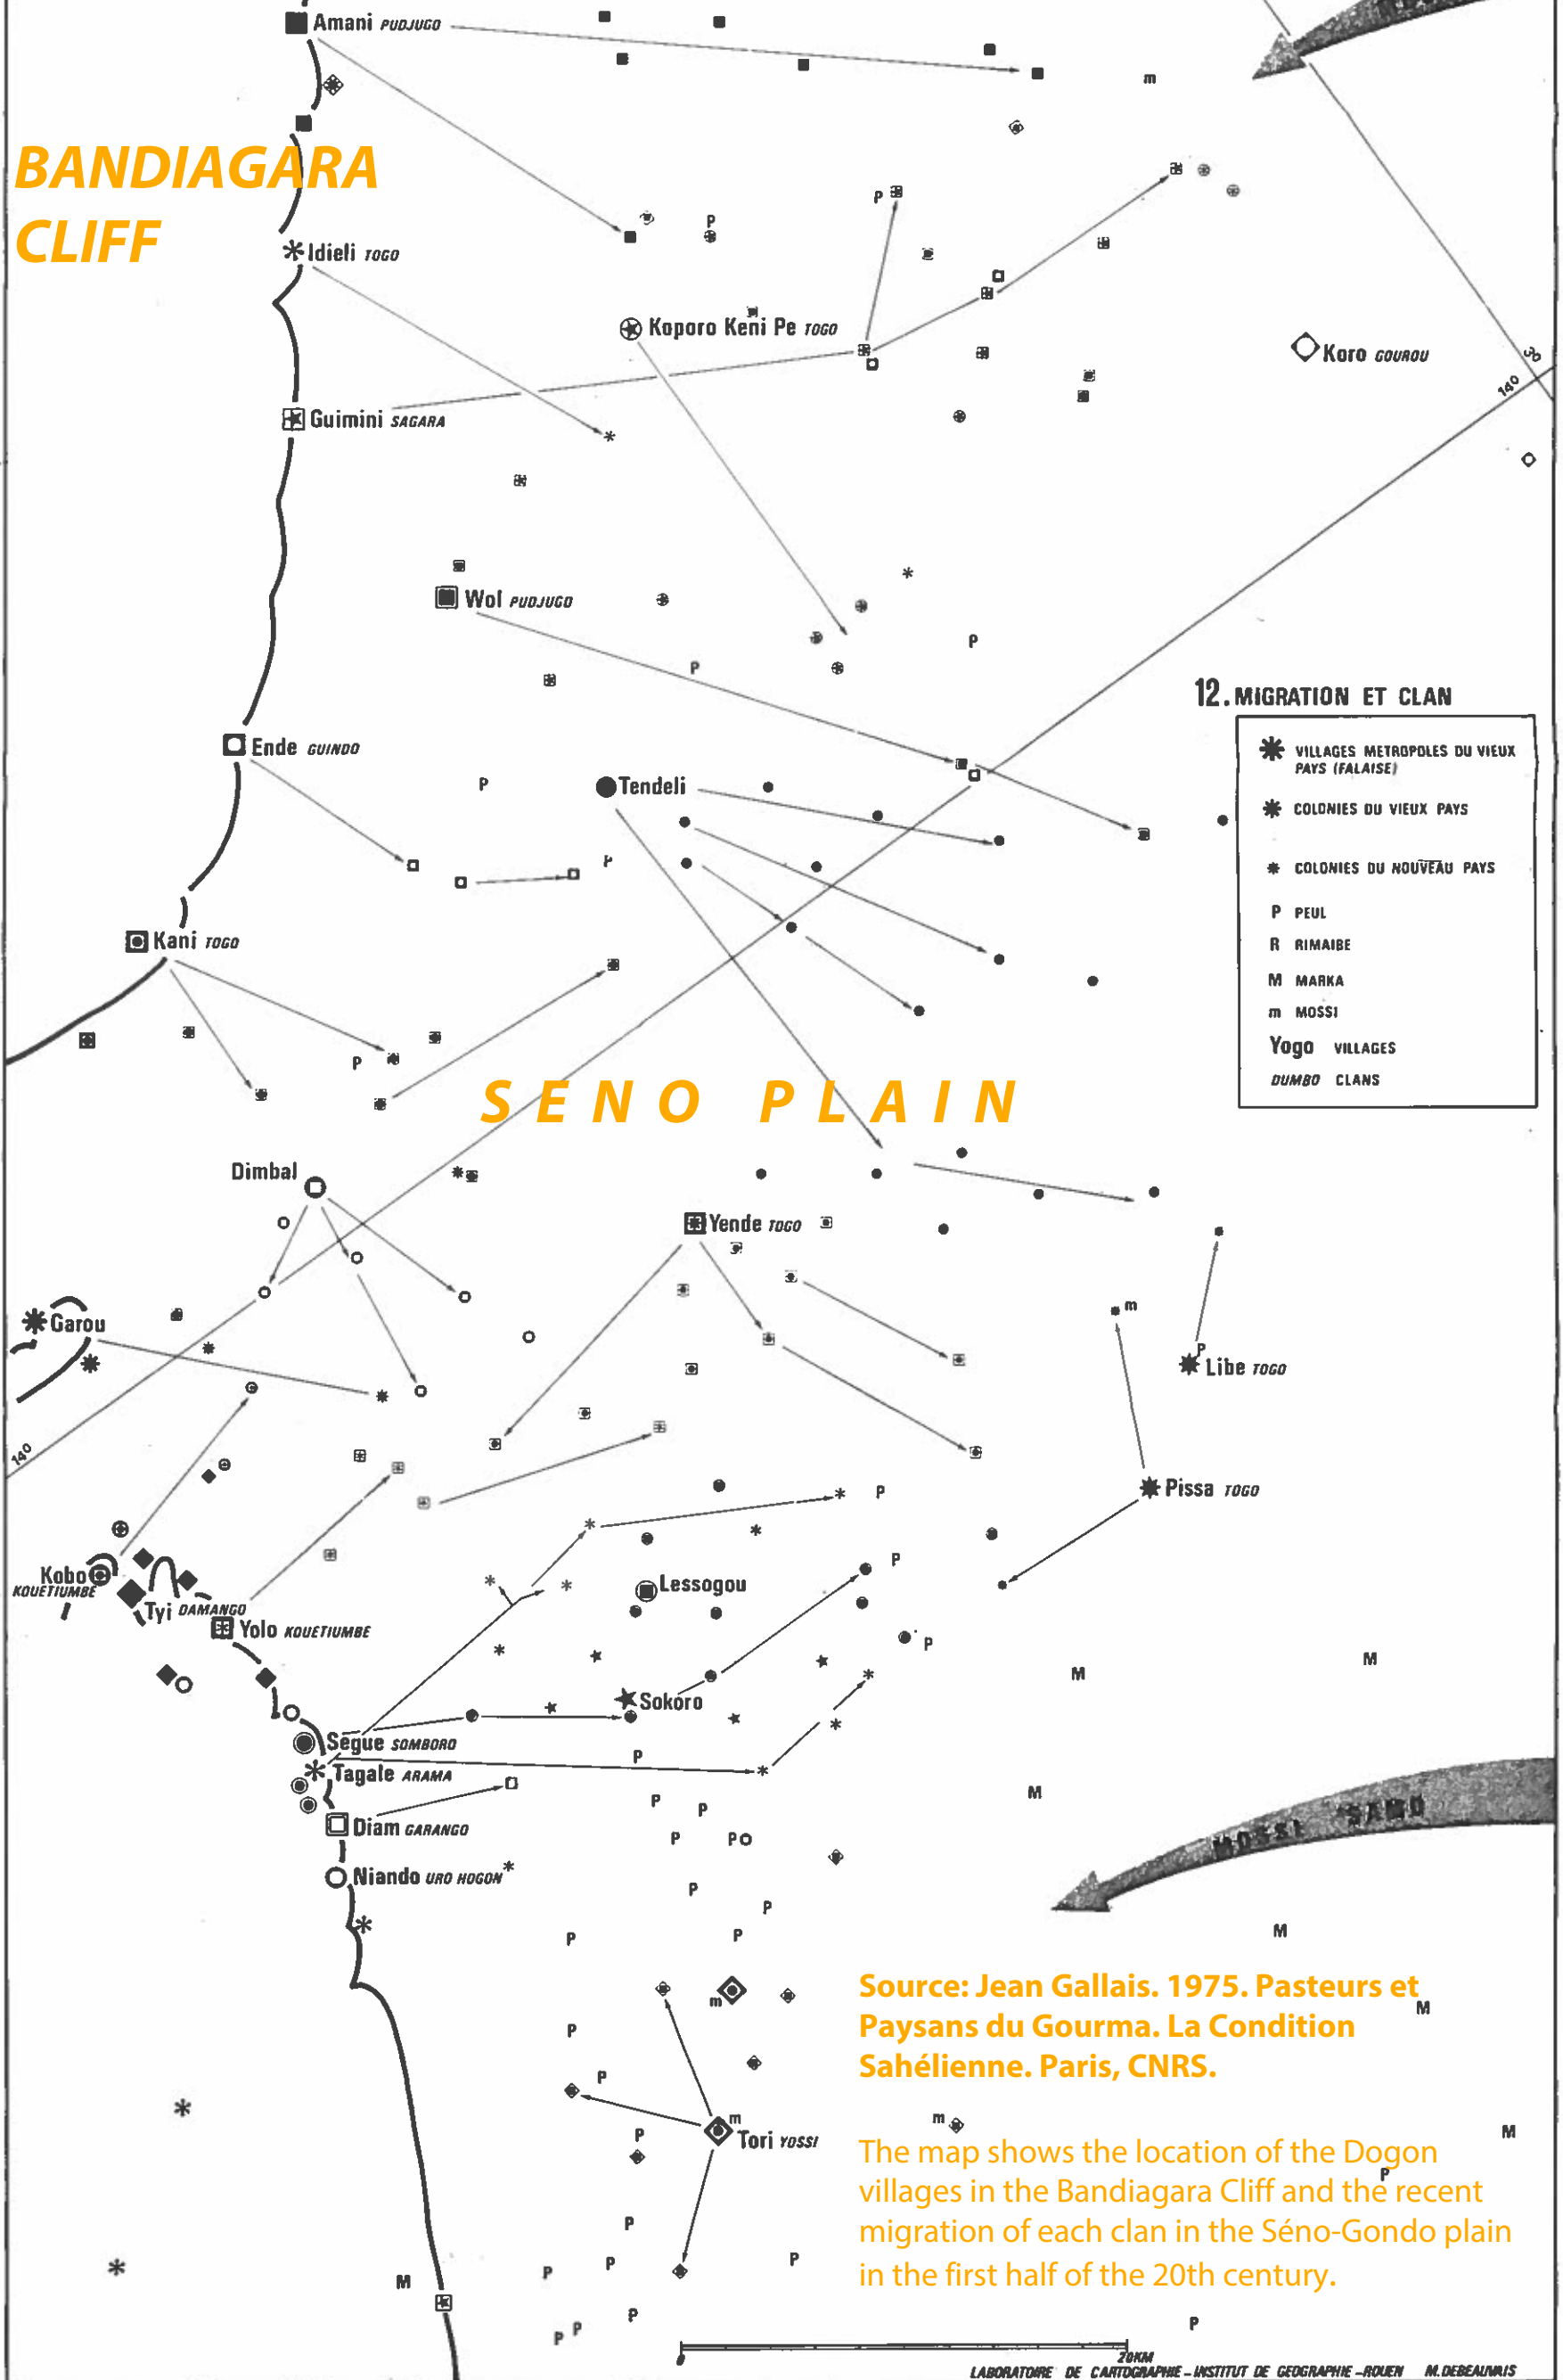 Amani PUDJUGO
m
BANDIAGARA
CLIFF
P
P
Idieli TOGO
Koporo Keni Pe TOGO
Koro GOUROU
30
140
Guimini SAGARA
Wol PUDJUGO
P
P
12. MIGRATION ET CLAN
VILLAGES METROPOLES DU VIEUX
PAYS (FALAISE)
COLONIES DU VIEUX PAYS
COLONIES DU NOUVEAU PAYS
P PEUL
R RIMAIBE
M MARKA
m MOSSI
Yogo VILLAGES
DUMBO CLANS
Ende GUINDO
P
Tendeli
P
Kani TOGO
P
SENO PLAIN
Dimbal
Yende TOGO
m
Garou
P
Libe TOGO
140
Pissa TOGO
P
P
Kobo
KOUETIUMBE
Lessogou
Tyi DAMANGO
Yolo KOUETIUMBE
P
M
M
Sokoro
Segue SOMBORO
P
Tagale ARAMA
M
P
P
Diam GARANGO
P
P
MOSSI SAMO
Niando URO HOGON*
P
P
P
P
M
m
Source: Jean Gallais. 1975. Pasteurs et
Paysans du Gourma. La Condition
Sahélienne. Paris, CNRS.
M
P
P
m
Tori YOSSI
m
P
M
The map shows the location of the Dogon
villages in the Bandiagara Cliff and the recent
migration of each clan in the Séno-Gondo plain
in the first half of the 20th century.
P
P
P
P
P
M
P
P
P
P
0
20KM
LABORATOIRE DE CARTOGRAPHIE-INSTITUT DE GEOGRAPHIE-ROUEN M.DEBEAUVAIS